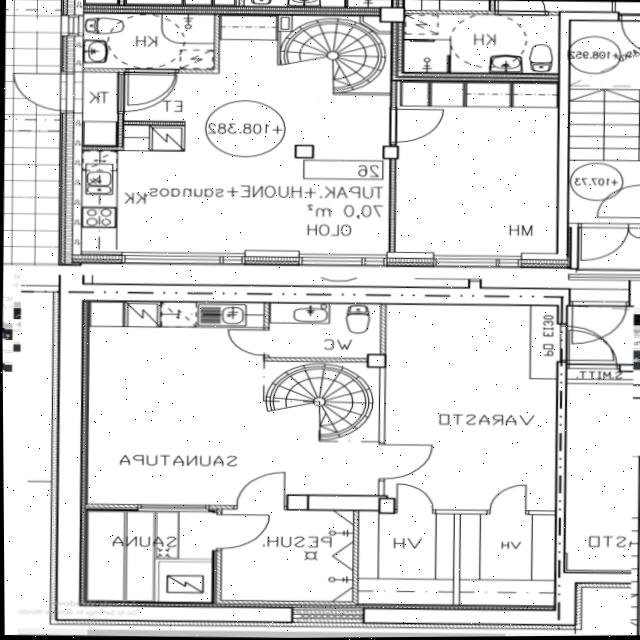 KH
KH
+108.952
TK
ET
+108.382
26
+107.73
KK
TUPAK.+HUONE+saunaos
70,0 m²
OLOH
MH
WC
PD EI30
S.MITT.
VARASTO
SAUNATUPA
SAUNA
PESUH.
VH
VH
STO